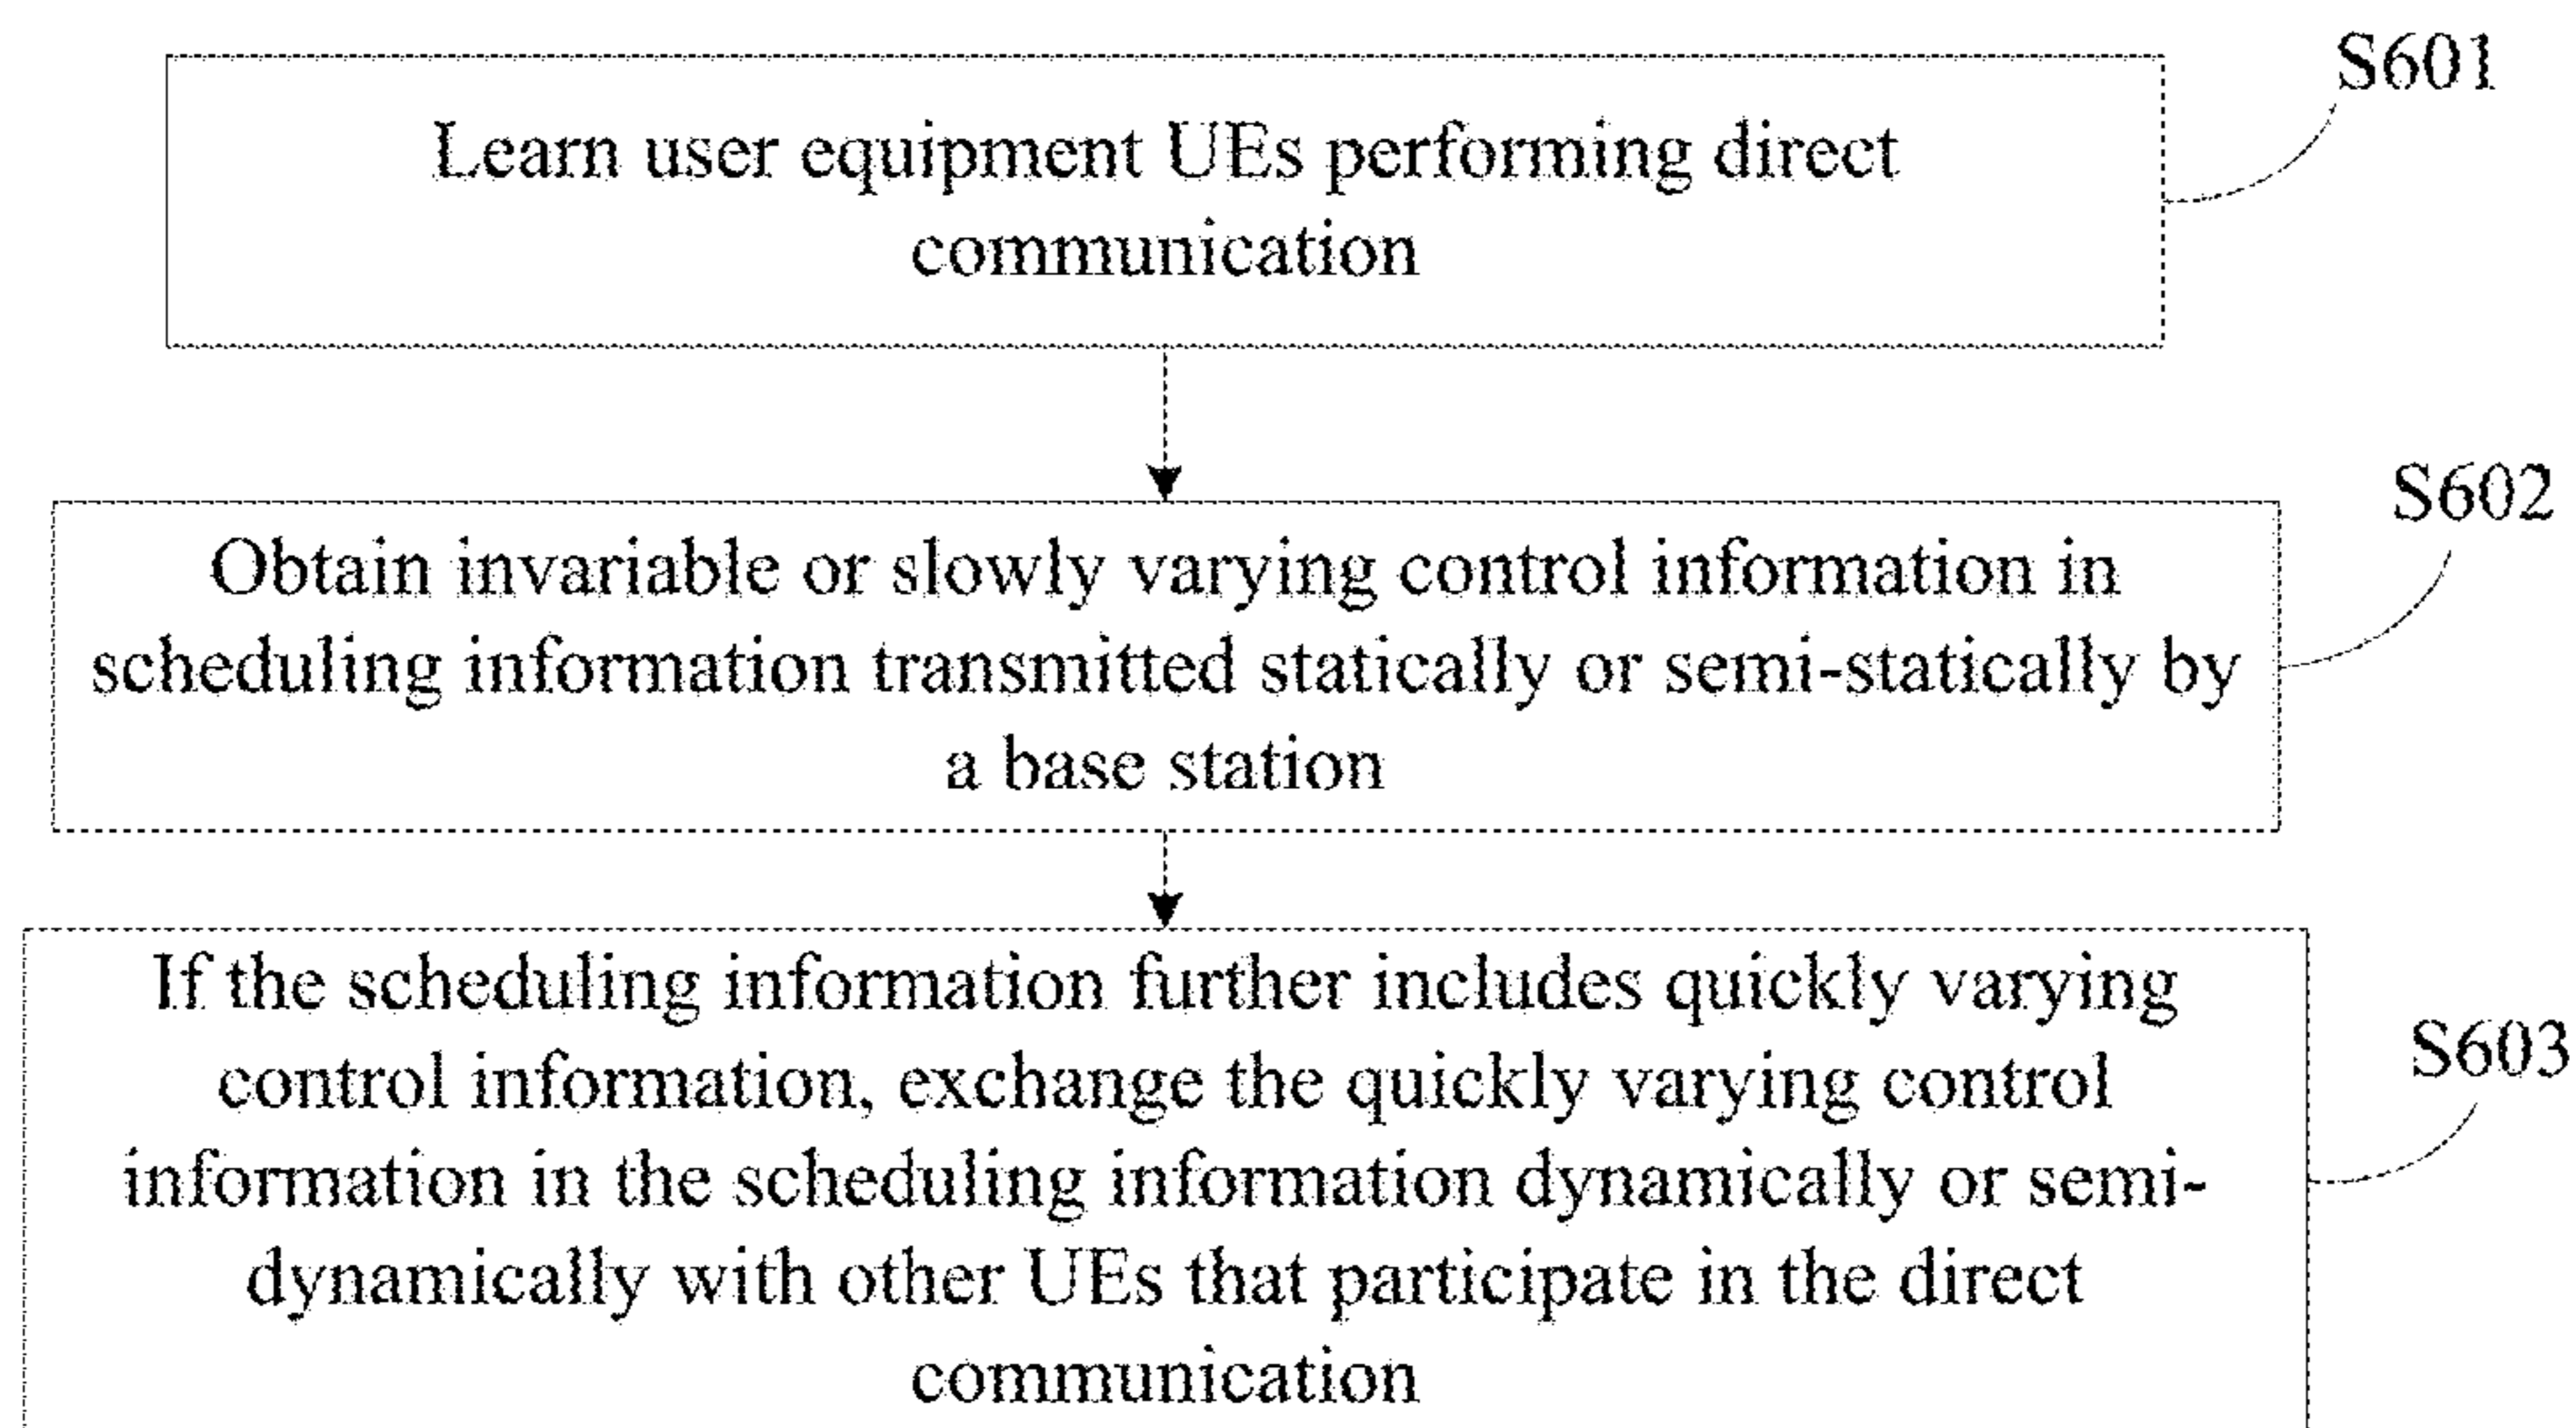 S601
Learn user equipment UEs performing direct
communication
S602
Obtain invariable or slowly varying control information in
scheduling information transmitted statically or semi-statically by
a base station
If the scheduling information further includes quickly varying
control information, exchange the quickly varying control
S603
information in the scheduling information dynamically or semi-
dynamically with other UEs that participate in the direct
communication